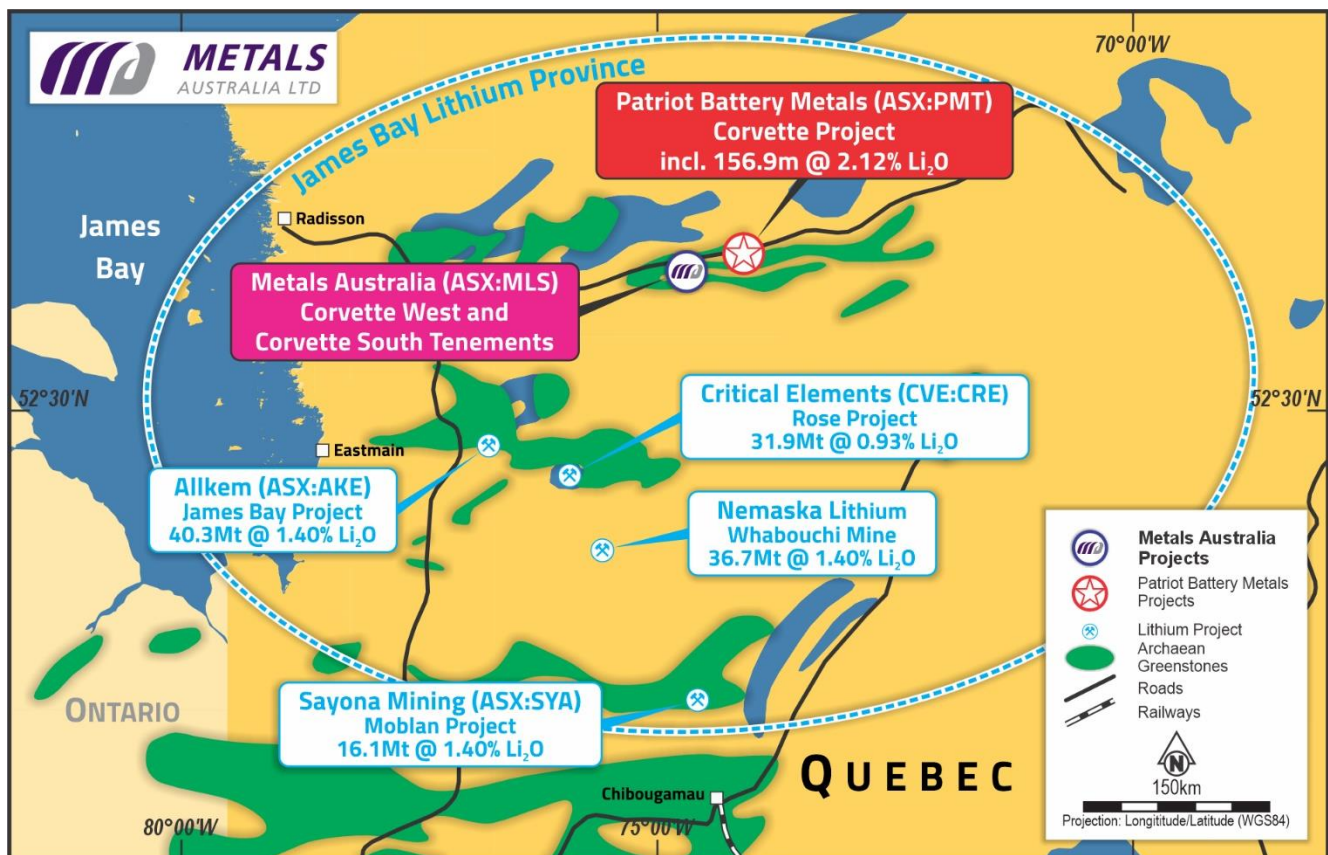 METALS
AUSTRALIA LTD
James Bay Lithium Province
70°00'W
Patriot Battery Metals (ASX:PMT)
Corvette Project
incl. 156.9m @ 2.12% Li₂O
James
Bay
Radisson
Metals Australia (ASX:MLS)
Corvette West and
Corvette South Tenements
52°30'N
52°30'N
Critical Elements (CVE:CRE)
Rose Project
31.9Mt @ 0.93% Li₂O
Eastmain
Allkem (ASX:AKE)
James Bay Project
40.3Mt @ 1.40% Li₂O
Nemaska Lithium
Whabouchi Mine
36.7Mt @ 1.40% Li₂O
ONTARIO
Sayona Mining (ASX:SYA)
Moblan Project
16.1Mt @ 1.40% Li₂O
QUEBEC
Chibougamau
80°00'W
75°00'W
Metals Australia
Projects
Patriot Battery Metals
Projects
Lithium Project
Archaean
Greenstones
Roads
Railways
N
150km
Projection: Longititude/Latitude (WGS84)